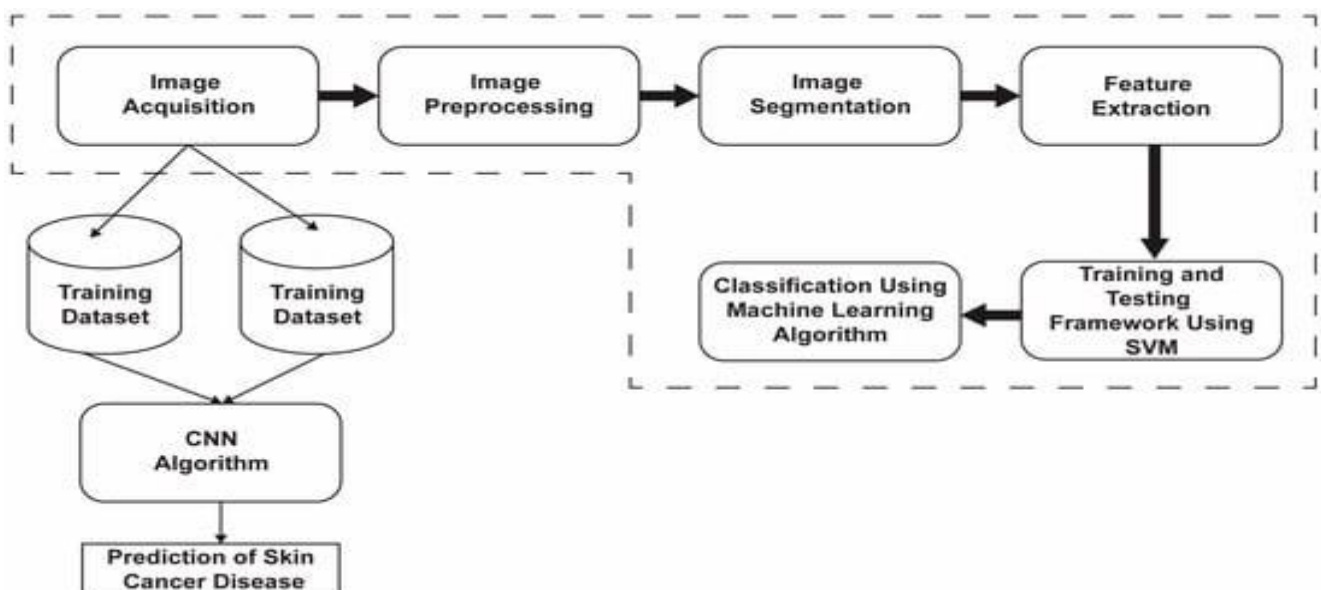 Image
Acquisition
Image
Preprocessing
Image
Segmentation
Feature
Extraction
Training
Dataset
Training
Dataset
Classification Using
Machine Learning
Algorithm
Training and
Testing
Framework Using
SVM
CNN
Algorithm
Prediction of Skin
Cancer Disease